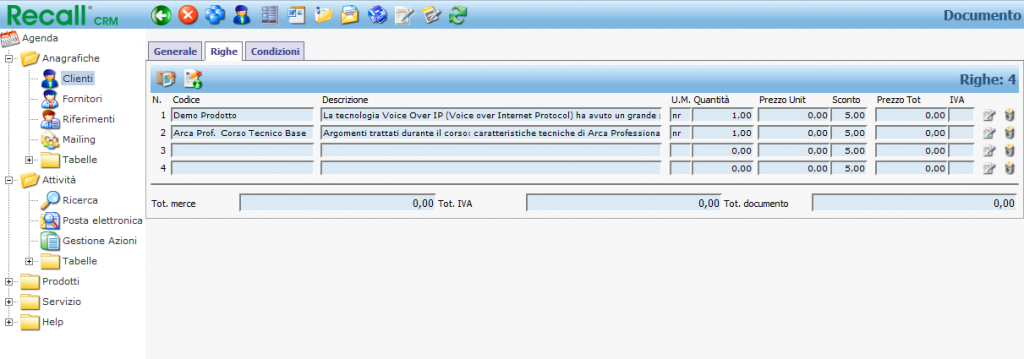 Recall CRM
Documento
Agenda
Anagrafiche
Clienti
Fornitori
Riferimenti
Mailing
Tabelle
Attività
Ricerca
Posta elettronica
Gestione Azioni
Tabelle
Prodotti
Servizio
Help
Generale Righe Condizioni
Righe: 4
N. Codice Descrizione U.M. Quantità Prezzo Unit Sconto Prezzo Tot IVA
1 Demo Prodotto La tecnologia Voice Over IP (Voice over Internet Protocol) ha avuto un grande nr 1,00 0,00 5,00 0,00
2 Arca Prof. Corso Tecnico Base Argomenti trattati durante il corso: caratteristiche tecniche di Arca Professiona nr 1,00 0,00 5,00 0,00
3 0,00 0,00 5,00 0,00
4 0,00 0,00 5,00 0,00
Tot. merce 0,00 Tot. IVA 0,00 Tot. documento 0,00